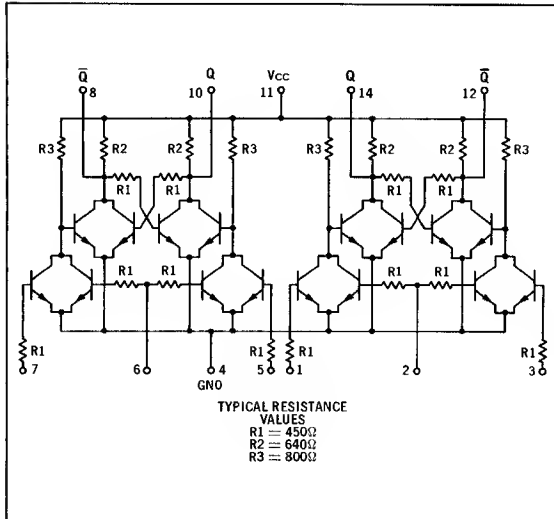 Q̅ Q VCC Q Q̅
8 10 11 14 12
R3 R2 R2 R3 R3 R2 R2 R3
R1 R1 R1 R1
R1 R1 R1 R1
R1 R1 R1 R1
7 6 4 5 1 2 3
GNO
TYPICAL RESISTANCE
VALUES
R1 = 450Ω
R2 = 640Ω
R3 = 800Ω